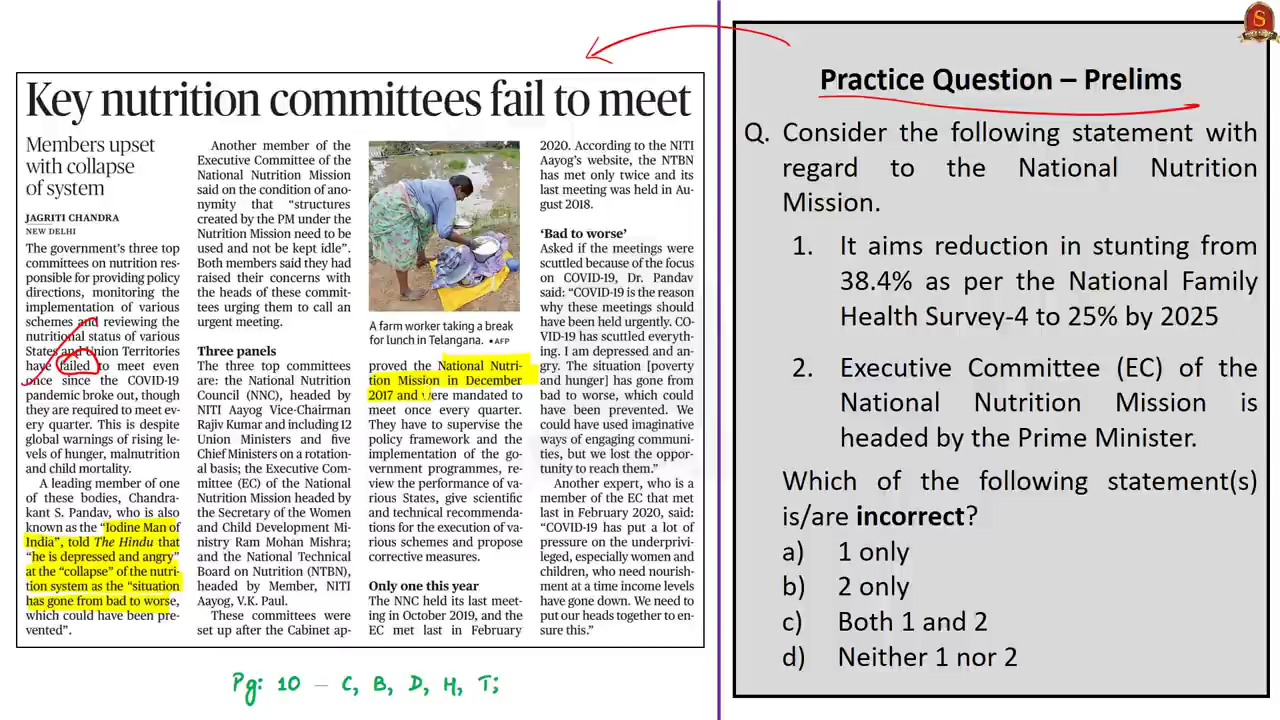 Key nutrition committees fail to meet
Members upset
with collapse
of system
JAGRITI CHANDRA
NEW DELHI
The government's three top
committees on nutrition res-
ponsible for providing policy
directions, monitoring the
implementation of various
schemes and reviewing the
nutritional status of various
States and Union Territories
have failed to meet even
once since the COVID-19
pandemic broke out, though
they are required to meet ev-
ery quarter. This is despite
global warnings of rising le-
vels of hunger, malnutrition
and child mortality.
A leading member of one
of these bodies, Chandra-
kant S. Pandav, who is also
known as the "Iodine Man of
India", told The Hindu that
"he is depressed and angry"
at the "collapse" of the nutri-
tion system as the "situation
has gone from bad to worse,
which could have been pre-
vented".
Another member of the
Executive Committee of the
National Nutrition Mission
said on the condition of ano-
nymity that "structures
created by the PM under the
Nutrition Mission need to be
used and not be kept idle".
Both members said they had
raised their concerns with
the heads of these commit-
tees urging them to call an
urgent meeting.
Three panels
The three top committees
are: the National Nutrition
Council (NNC), headed by
NITI Aayog Vice-Chairman
Rajiv Kumar and including 12
Union Ministers and five
Chief Ministers on a rotation-
al basis; the Executive Com-
mittee (EC) of the National
Nutrition Mission headed by
the Secretary of the Women
and Child Development Mi-
nistry Ram Mohan Mishra;
and the National Technical
Board on Nutrition (NTBN),
headed by Member, NITI
Aayog, V.K. Paul.
These committees were
set up after the Cabinet ap-
A farm worker taking a break
for lunch in Telangana. • AFP
proved the National Nutri-
tion Mission in December
2017 and were mandated to
meet once every quarter.
They have to supervise the
policy framework and the
implementation of the go-
vernment programmes, re-
view the performance of va-
rious States, give scientific
and technical recommenda-
tions for the execution of va-
rious schemes and propose
corrective measures.
Only one this year
The NNC held its last meet-
ing in October 2019, and the
EC met last in February
2020. According to the NITI
Aayog's website, the NTBN
has met only twice and its
last meeting was held in Au-
gust 2018.
'Bad to worse'
Asked if the meetings were
scuttled because of the focus
on COVID-19, Dr. Pandav
said: "COVID-19 is the reason
why these meetings should
have been held urgently. CO-
VID-19 has scuttled everyth-
ing. I am depressed and an-
gry. The situation [poverty
and hunger] has gone from
bad to worse, which could
have been prevented. We
could have used imaginative
ways of engaging communi-
ties, but we lost the oppor-
tunity to reach them."
Another expert, who is a
member of the EC that met
last in February 2020, said:
"COVID-19 has put a lot of
pressure on the underprivi-
leged, especially women and
children, who need nourish-
ment at a time income levels
have gone down. We need to
put our heads together to en-
sure this."
Pg: 10 – C, B, D, H, T;
Practice Question – Prelims
Q. Consider the following statement with
regard to the National Nutrition
Mission.
1. It aims reduction in stunting from
38.4% as per the National Family
Health Survey-4 to 25% by 2025
2. Executive Committee (EC) of the
National Nutrition Mission is
headed by the Prime Minister.
Which of the following statement(s)
is/are incorrect?
a) 1 only
b) 2 only
c) Both 1 and 2
d) Neither 1 nor 2
S